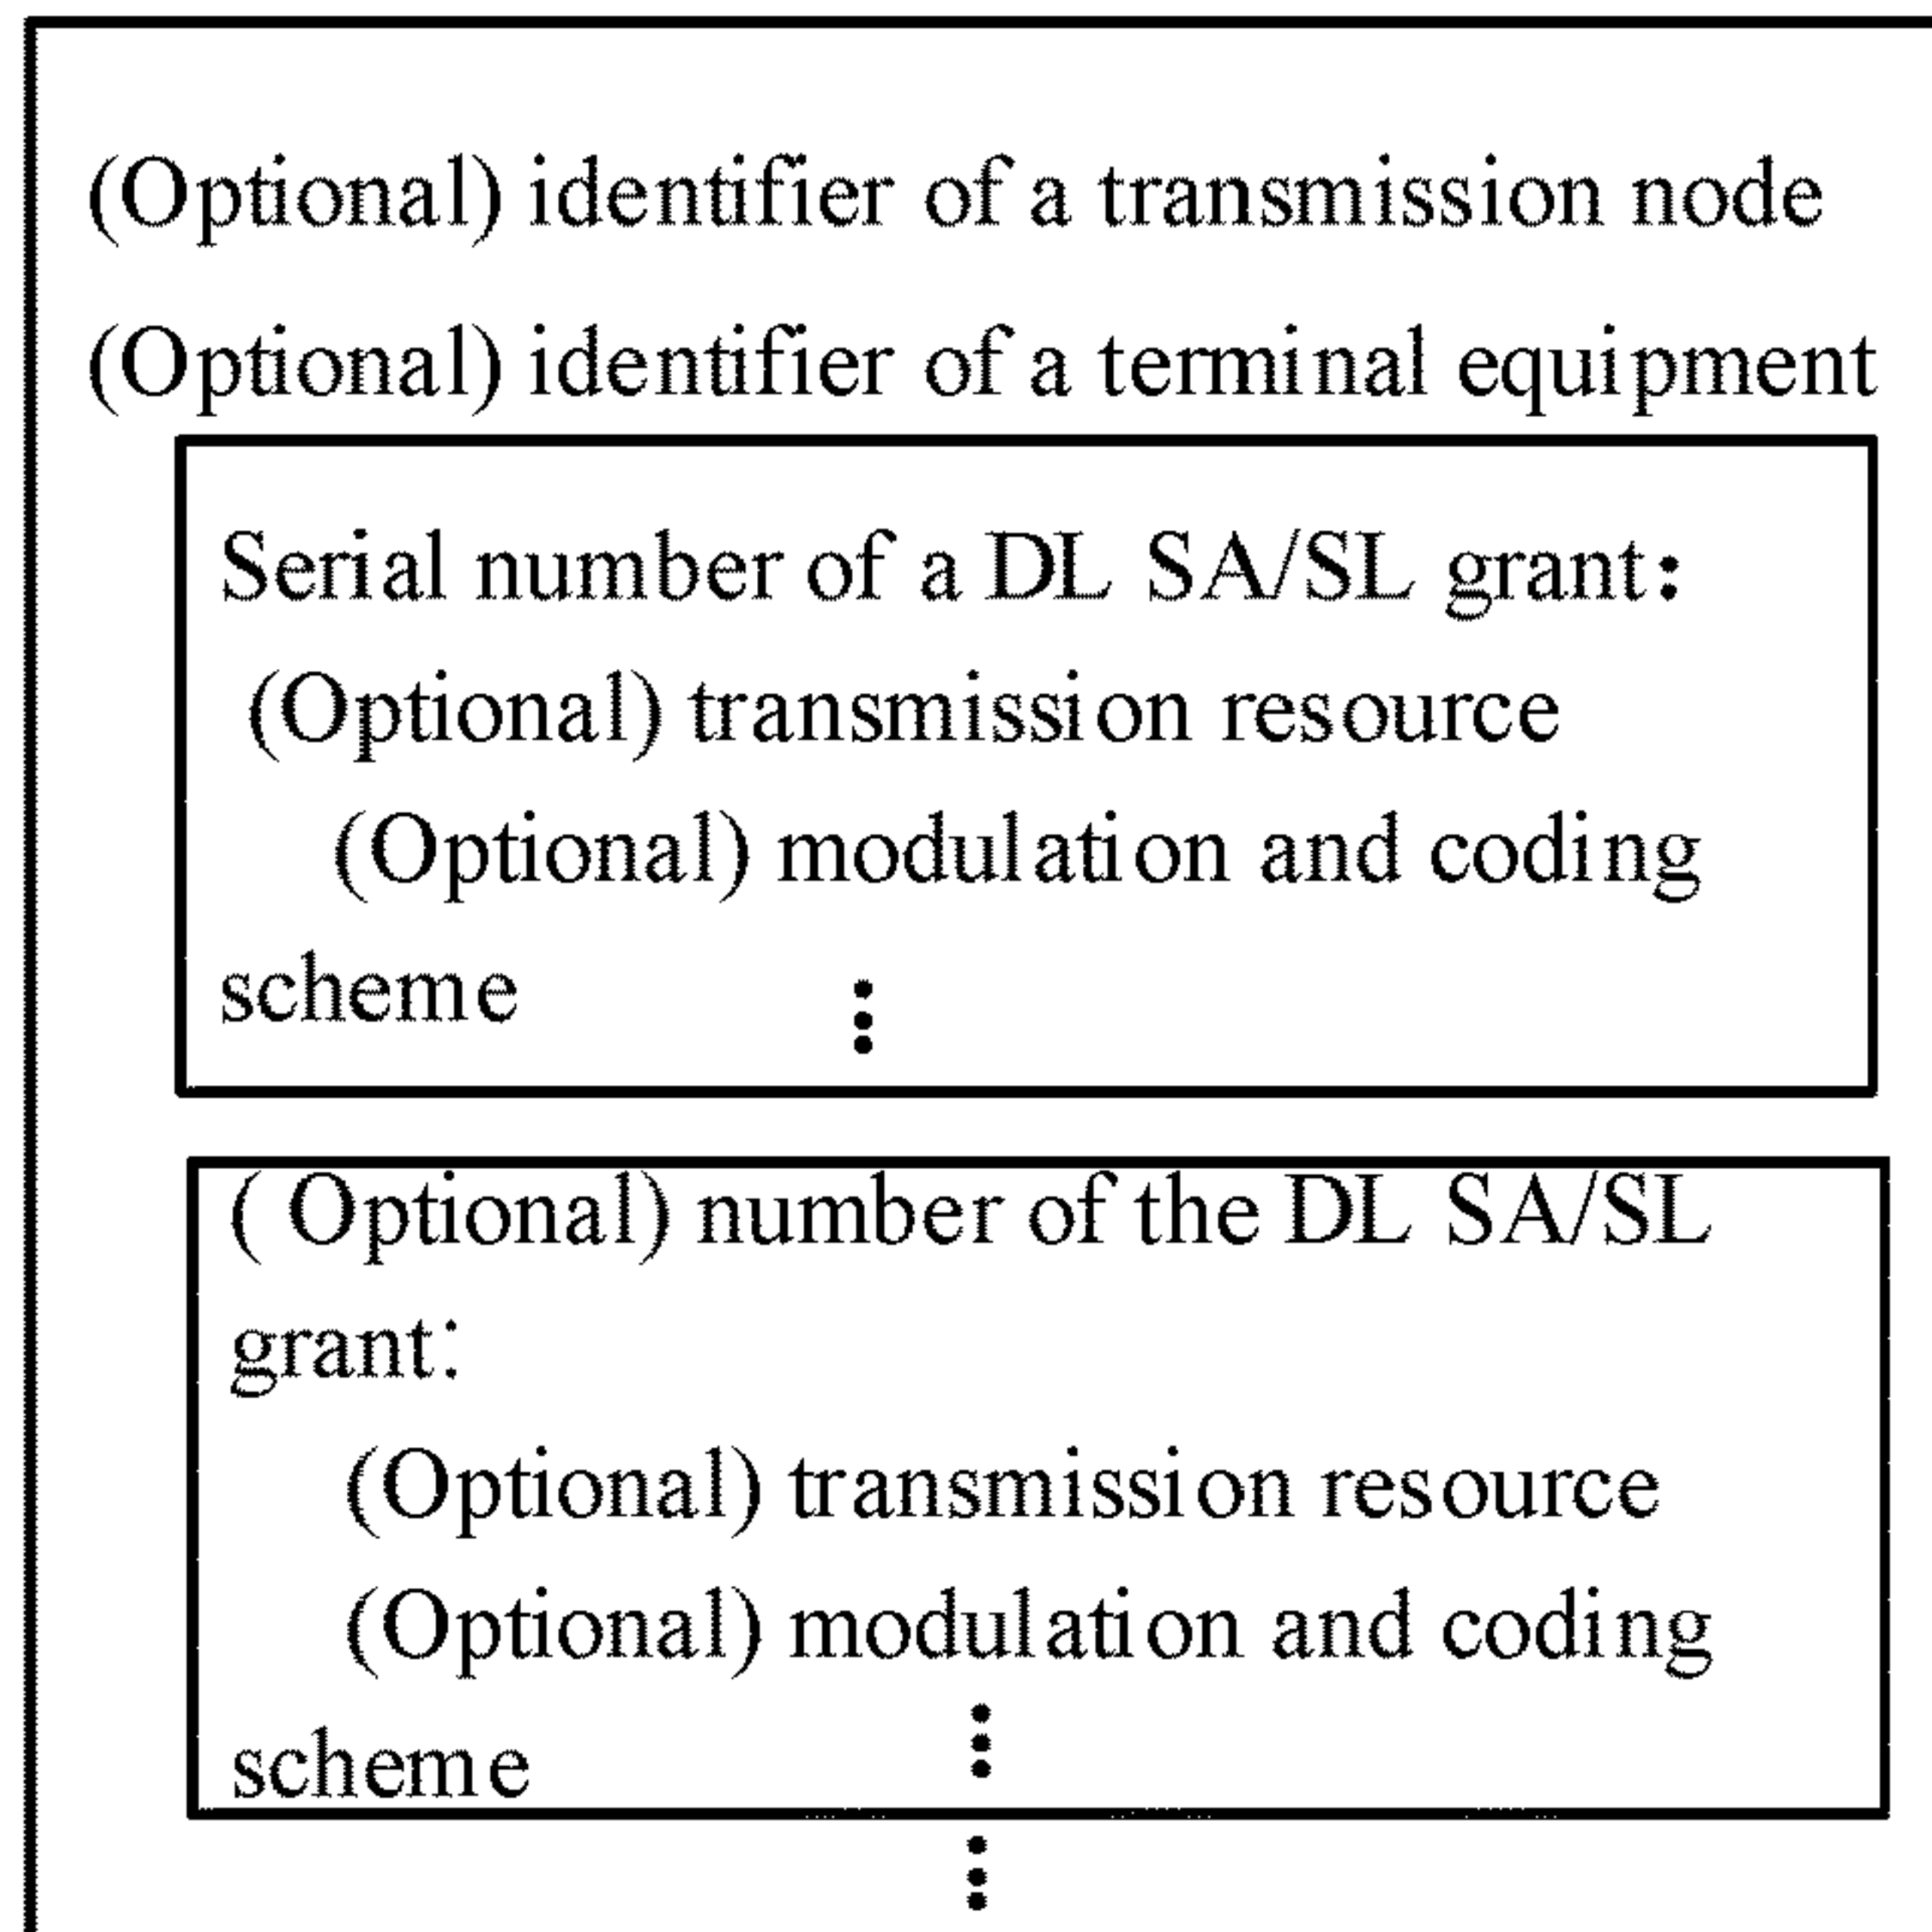 (Optional) identifier of a transmission node
(Optional) identifier of a terminal equipment
Serial number of a DL SA/SL grant:
(Optional) transmission resource
(Optional) modulation and coding
scheme
( Optional) number of the DL SA/SL
grant:
(Optional) transmission resource
(Optional) modulation and coding
scheme